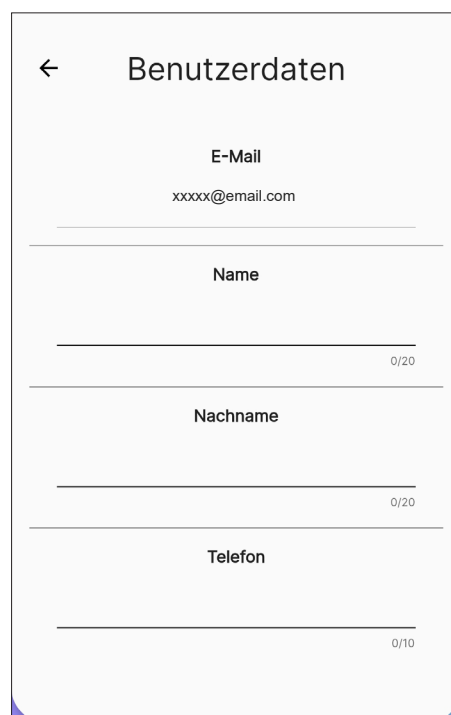 Benutzerdaten
E-Mail
xxxxx@email.com
Name
0/20
Nachname
0/20
Telefon
0/10